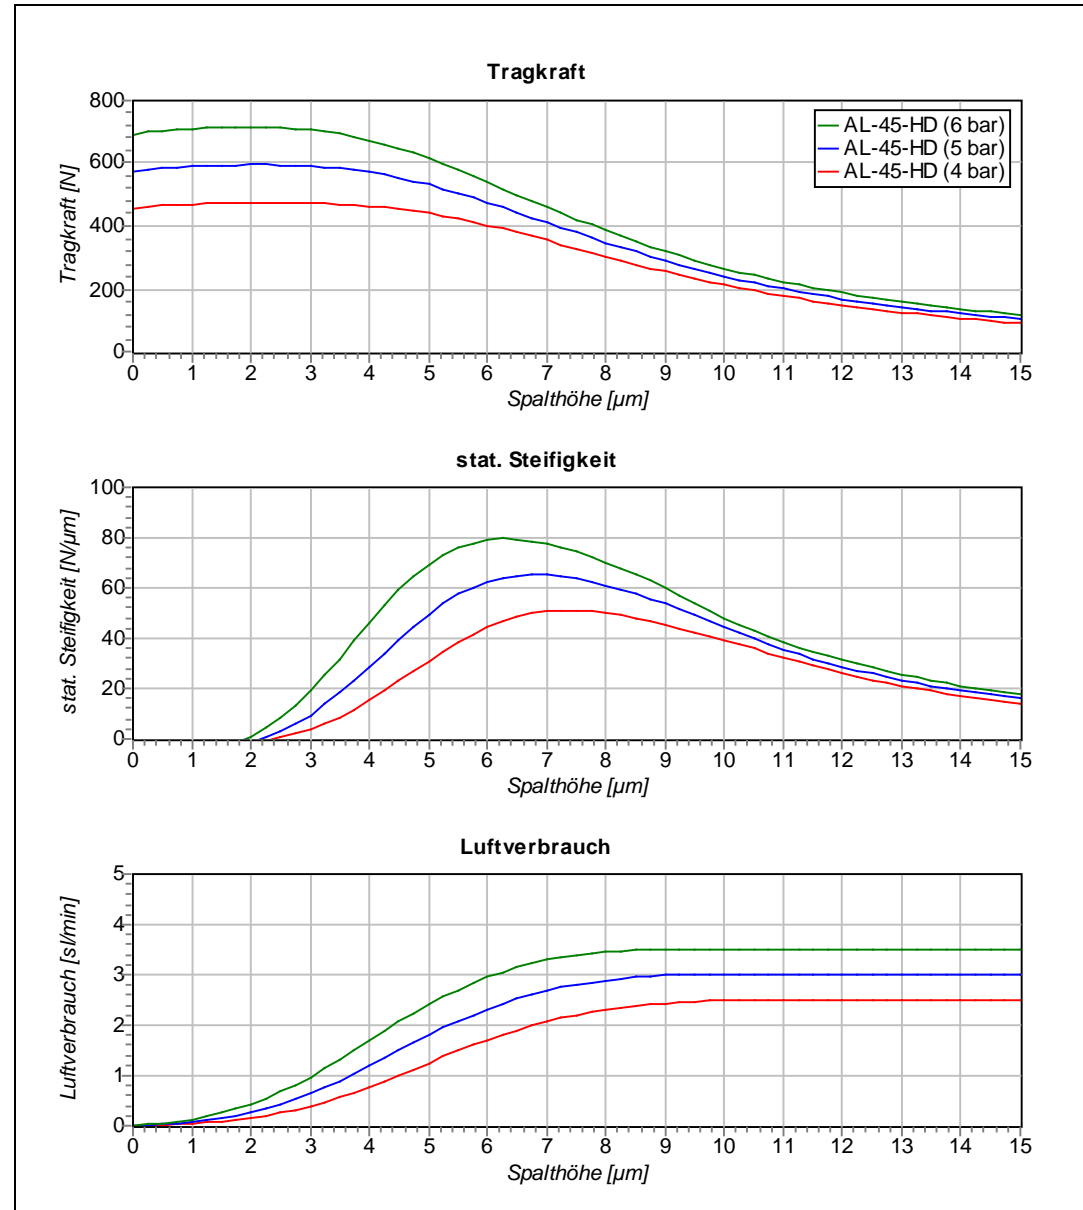 Tragkraft
Tragkraft [N]
800
600
400
200
0
AL-45-HD (6 bar)
AL-45-HD (5 bar)
AL-45-HD (4 bar)
0 1 2 3 4 5 6 7 8 9 10 11 12 13 14 15
Spalthöhe [µm]
stat. Steifigkeit
stat. Steifigkeit [N/µm]
100
80
60
40
20
0
0 1 2 3 4 5 6 7 8 9 10 11 12 13 14 15
Spalthöhe [µm]
Luftverbrauch
Luftverbrauch [sl/min]
5
4
3
2
1
0
0 1 2 3 4 5 6 7 8 9 10 11 12 13 14 15
Spalthöhe [µm]